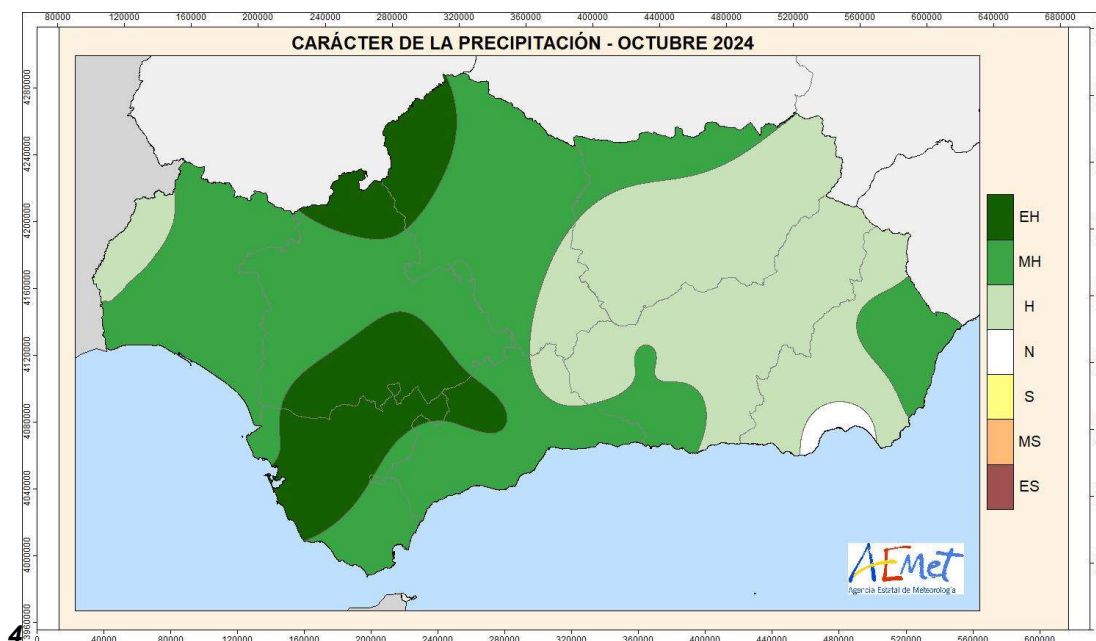 80000 120000 160000 200000 240000 280000 320000 360000 400000 440000 480000 520000 560000 600000 640000 680000
CARÁCTER DE LA PRECIPITACIÓN - OCTUBRE 2024
4280000
4240000
4200000
4160000
4120000
4080000
4040000
4000000
3960000
EH
MH
H
N
S
MS
ES
AEMet
Agencia Estatal de Meteorología
4
0 40000 80000 120000 160000 200000 240000 280000 320000 360000 400000 440000 480000 520000 560000 600000